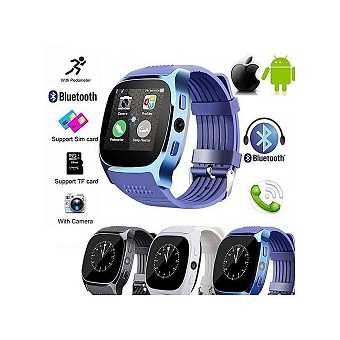 With Pedometer
Bluetooth
Support Sim card
Support TF card
With Camera
Bluetooth®